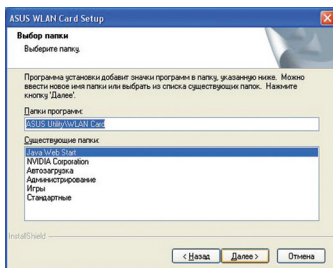 ASUS WLAN Card Setup
Выбор папки
Выберите папку.
Программа установки добавит значки программ в папку, указанную ниже. Можно
ввести новое имя папки или выбрать из списка существующих папок. Нажмите
кнопку 'Далее'.
Папки программ:
ASUS Utility\WLAN Card
Существующие папки:
Java Web Start
NVIDIA Corporation
Автозагрузка
Администрирование
Игры
Стандартные
InstallShield
< Назад Далее > Отмена